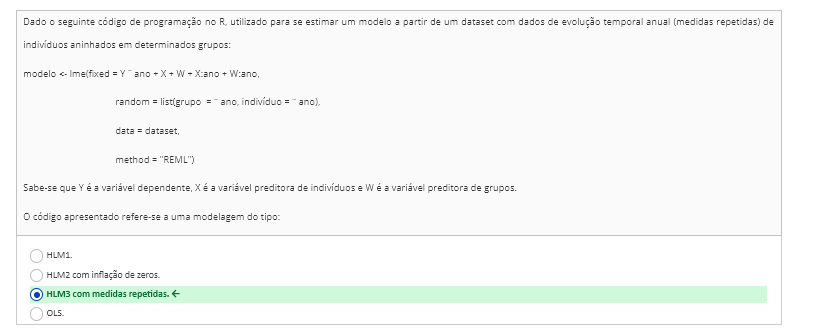 Dado o seguinte código de programação no R, utilizado para se estimar um modelo a partir de um dataset com dados de evolução temporal anual (medidas repetidas) de
indivíduos aninhados em determinados grupos:
modelo <- lme(fixed = Y ~ ano + X + W + X:ano + W:ano,
random = list(grupo = ~ ano, indivíduo = ~ ano),
data = dataset,
method = "REML")
Sabe-se que Y é a variável dependente, X é a variável preditora de indivíduos e W é a variável preditora de grupos.
O código apresentado refere-se a uma modelagem do tipo:
HLM1.
HLM2 com inflação de zeros.
HLM3 com medidas repetidas. ←
OLS.